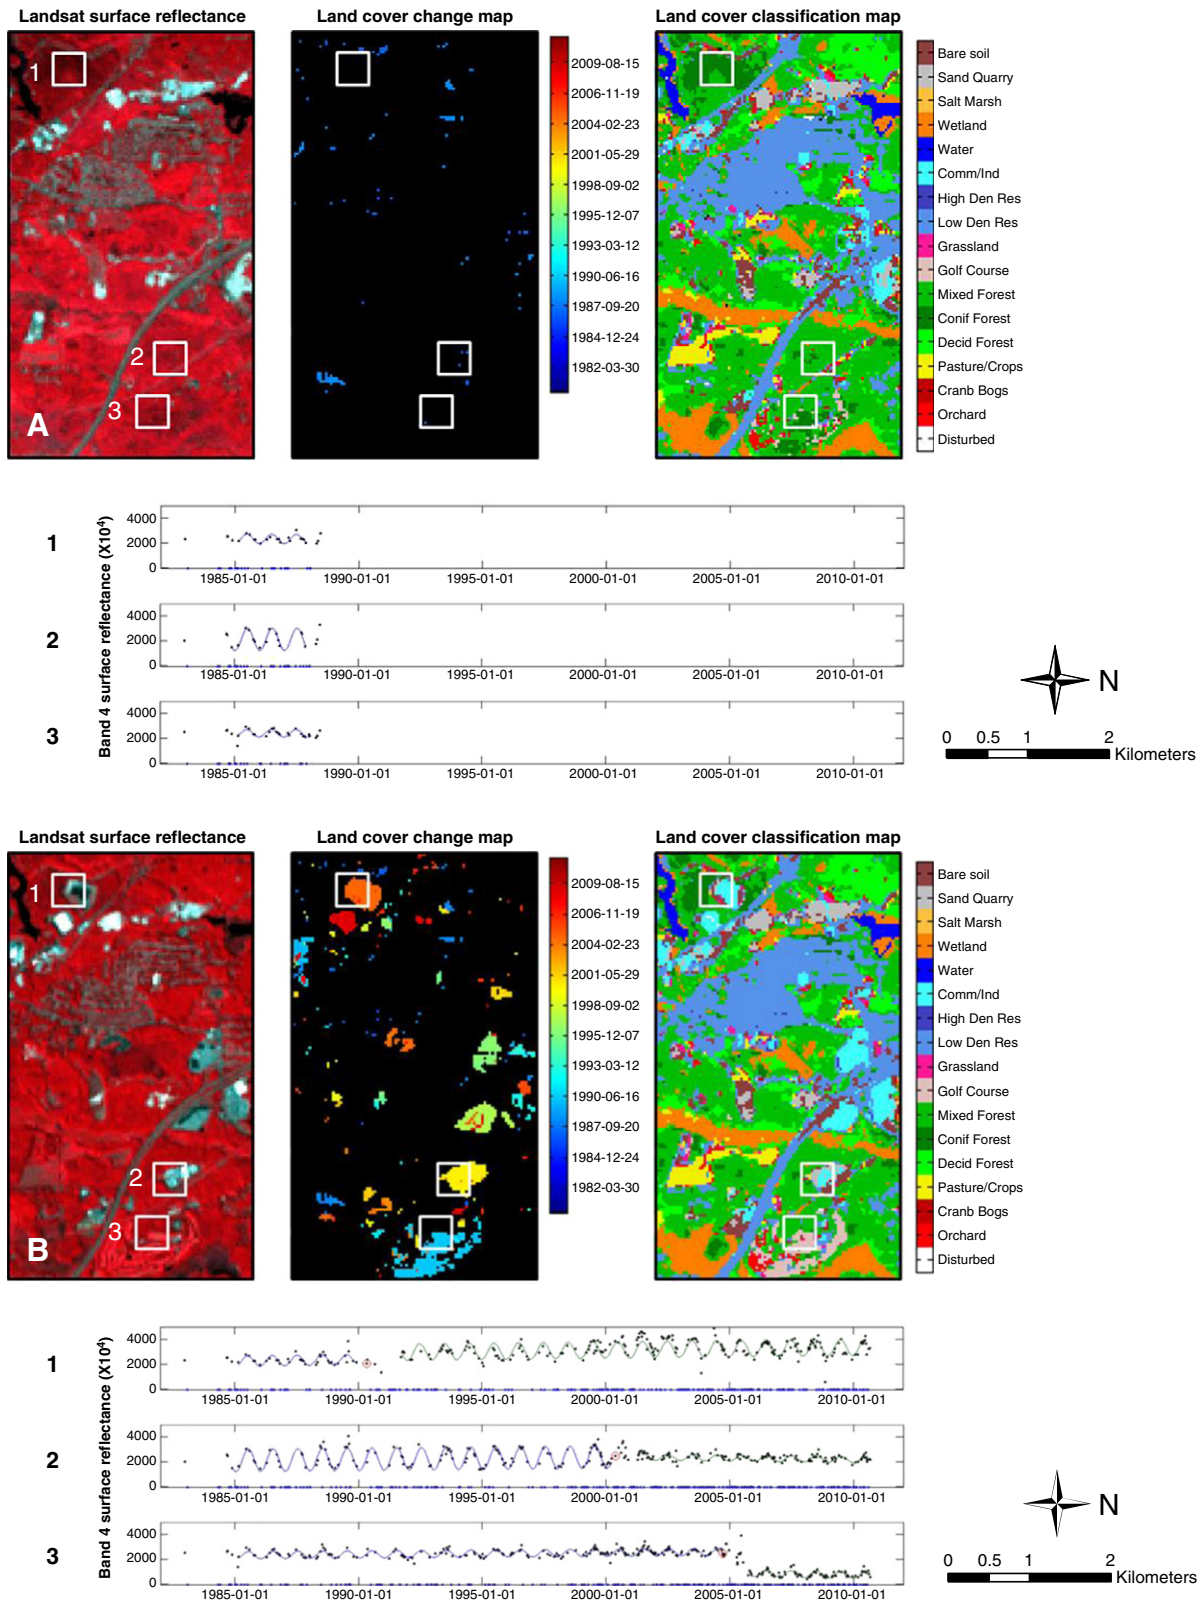 Landsat surface reflectance
Land cover change map
Land cover classification map
1
2
3
A
2009-08-15
2006-11-19
2004-02-23
2001-05-29
1998-09-02
1995-12-07
1993-03-12
1990-06-16
1987-09-20
1984-12-24
1982-03-30
Bare soil
Sand Quarry
Salt Marsh
Wetland
Water
Comm/Ind
High Den Res
Low Den Res
Grassland
Golf Course
Mixed Forest
Conif Forest
Decid Forest
Pasture/Crops
Cranb Bogs
Orchard
Disturbed
Band 4 surface reflectance (X10⁴)
1
4000
2000
0
1985-01-01 1990-01-01 1995-01-01 2000-01-01 2005-01-01 2010-01-01
2
4000
2000
0
1985-01-01 1990-01-01 1995-01-01 2000-01-01 2005-01-01 2010-01-01
3
4000
2000
0
1985-01-01 1990-01-01 1995-01-01 2000-01-01 2005-01-01 2010-01-01
N
0 0.5 1 2
Kilometers
Landsat surface reflectance
Land cover change map
Land cover classification map
1
2
3
B
2009-08-15
2006-11-19
2004-02-23
2001-05-29
1998-09-02
1995-12-07
1993-03-12
1990-06-16
1987-09-20
1984-12-24
1982-03-30
Bare soil
Sand Quarry
Salt Marsh
Wetland
Water
Comm/Ind
High Den Res
Low Den Res
Grassland
Golf Course
Mixed Forest
Conif Forest
Decid Forest
Pasture/Crops
Cranb Bogs
Orchard
Disturbed
Band 4 surface reflectance (X10⁴)
1
4000
2000
0
1985-01-01 1990-01-01 1995-01-01 2000-01-01 2005-01-01 2010-01-01
2
4000
2000
0
1985-01-01 1990-01-01 1995-01-01 2000-01-01 2005-01-01 2010-01-01
3
4000
2000
0
1985-01-01 1990-01-01 1995-01-01 2000-01-01 2005-01-01 2010-01-01
N
0 0.5 1 2
Kilometers